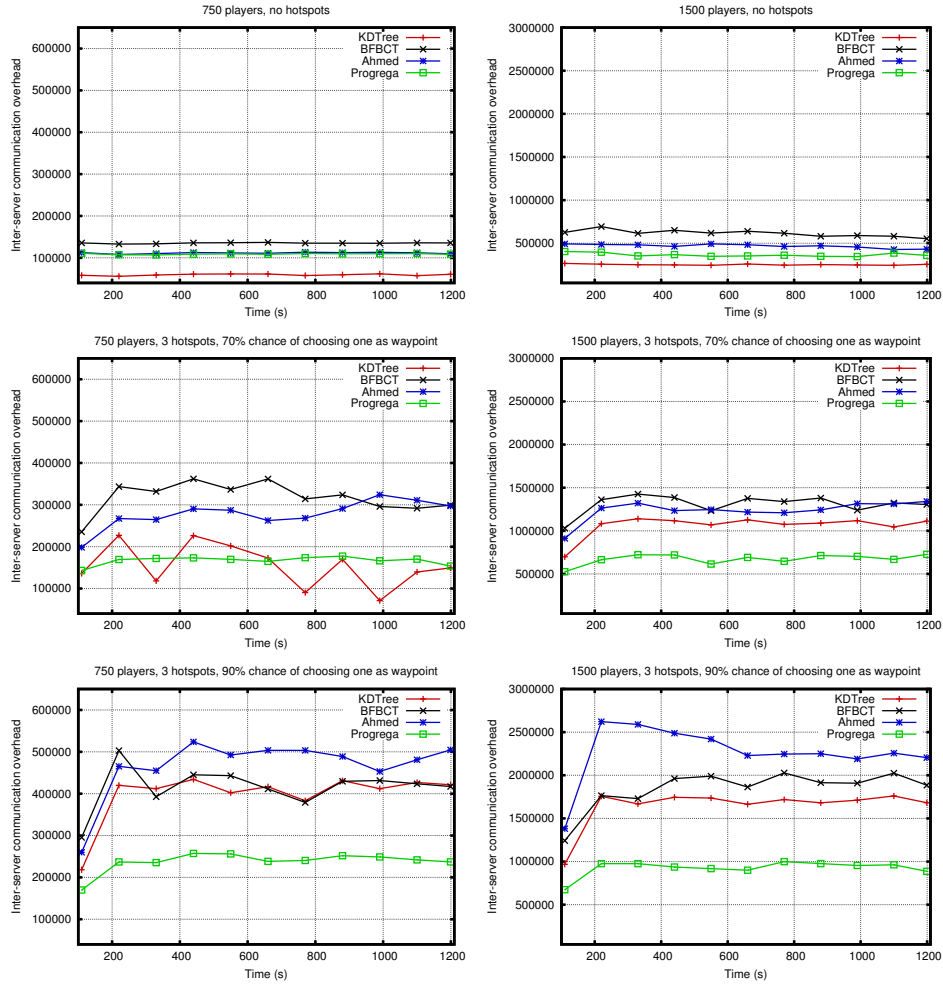 750 players, no hotspots
Inter-server communication overhead
600000
500000
400000
300000
200000
100000
KDTree
BFBCT
Ahmed
Progrega
200 400 600 800 1000 1200
Time (s)
1500 players, no hotspots
Inter-server communication overhead
3000000
2500000
2000000
1500000
1000000
500000
KDTree
BFBCT
Ahmed
Progrega
200 400 600 800 1000 1200
Time (s)
750 players, 3 hotspots, 70% chance of choosing one as waypoint
Inter-server communication overhead
600000
500000
400000
300000
200000
100000
KDTree
BFBCT
Ahmed
Progrega
200 400 600 800 1000 1200
Time (s)
1500 players, 3 hotspots, 70% chance of choosing one as waypoint
Inter-server communication overhead
3000000
2500000
2000000
1500000
1000000
500000
KDTree
BFBCT
Ahmed
Progrega
200 400 600 800 1000 1200
Time (s)
750 players, 3 hotspots, 90% chance of choosing one as waypoint
Inter-server communication overhead
600000
500000
400000
300000
200000
100000
KDTree
BFBCT
Ahmed
Progrega
200 400 600 800 1000 1200
Time (s)
1500 players, 3 hotspots, 90% chance of choosing one as waypoint
Inter-server communication overhead
3000000
2500000
2000000
1500000
1000000
500000
KDTree
BFBCT
Ahmed
Progrega
200 400 600 800 1000 1200
Time (s)